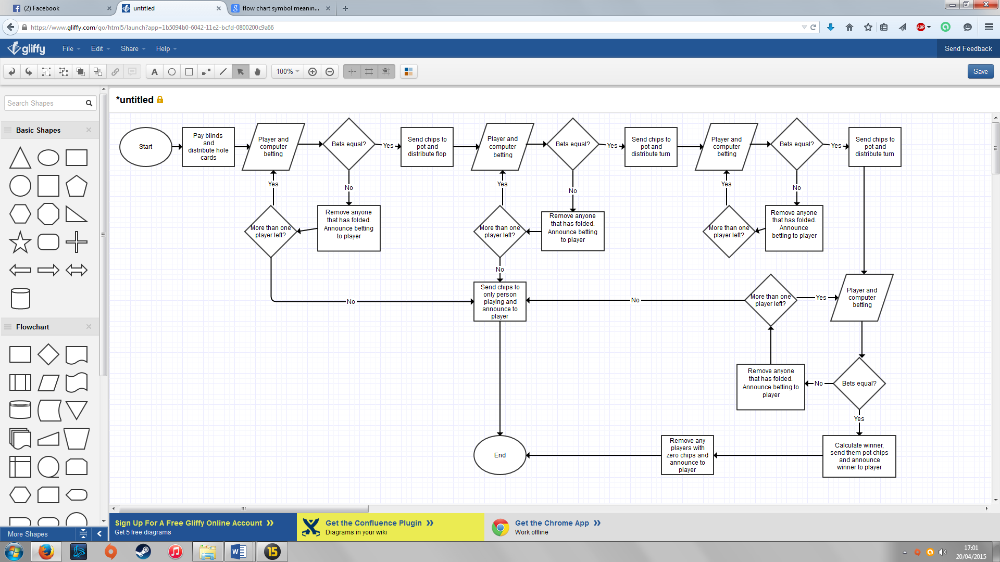 (2) Facebook
untitled
flow chart symbol meanin...
https://www.gliffy.com/go/html5/launch?app=1b5094b0-6042-11e2-bcfd-0800200c9a66
ABP
gliffy
File
Edit
Share
Help
Send Feedback
A
100%
Save
Search Shapes
*untitled
Basic Shapes
Flowchart
More Shapes
Start
Pay blinds
and
distribute hole
cards
Player and
computer
betting
Bets equal?
Yes
Send chips to
pot and
distribute flop
Player and
computer
betting
Bets equal?
Yes
Send chips to
pot and
distribute turn
Player and
computer
betting
Bets equal?
Yes
Send chips to
pot and
distribute turn
Yes
No
Yes
No
Yes
No
More than one
player left?
Remove anyone
that has folded.
Announce betting
to player
More than one
player left?
Remove anyone
that has folded.
Announce betting
to player
More than one
player left?
Remove anyone
that has folded.
Announce
betting to player
No
No
Send chips to
only person
playing and
announce to
player
No
More than one
player left?
Yes
Player and
computer
betting
Remove anyone
that has folded.
Announce betting to
player
No
Bets equal?
Yes
End
Remove any
players with
zero chips and
announce to
player
Calculate winner,
send them pot chips
and announce
winner to player
Sign Up For A Free Gliffy Online Account »
Get 5 free diagrams
Get the Confluence Plugin »
Diagrams in your wiki
Get the Chrome App »
Work offline
W
15
17:01
20/04/2015